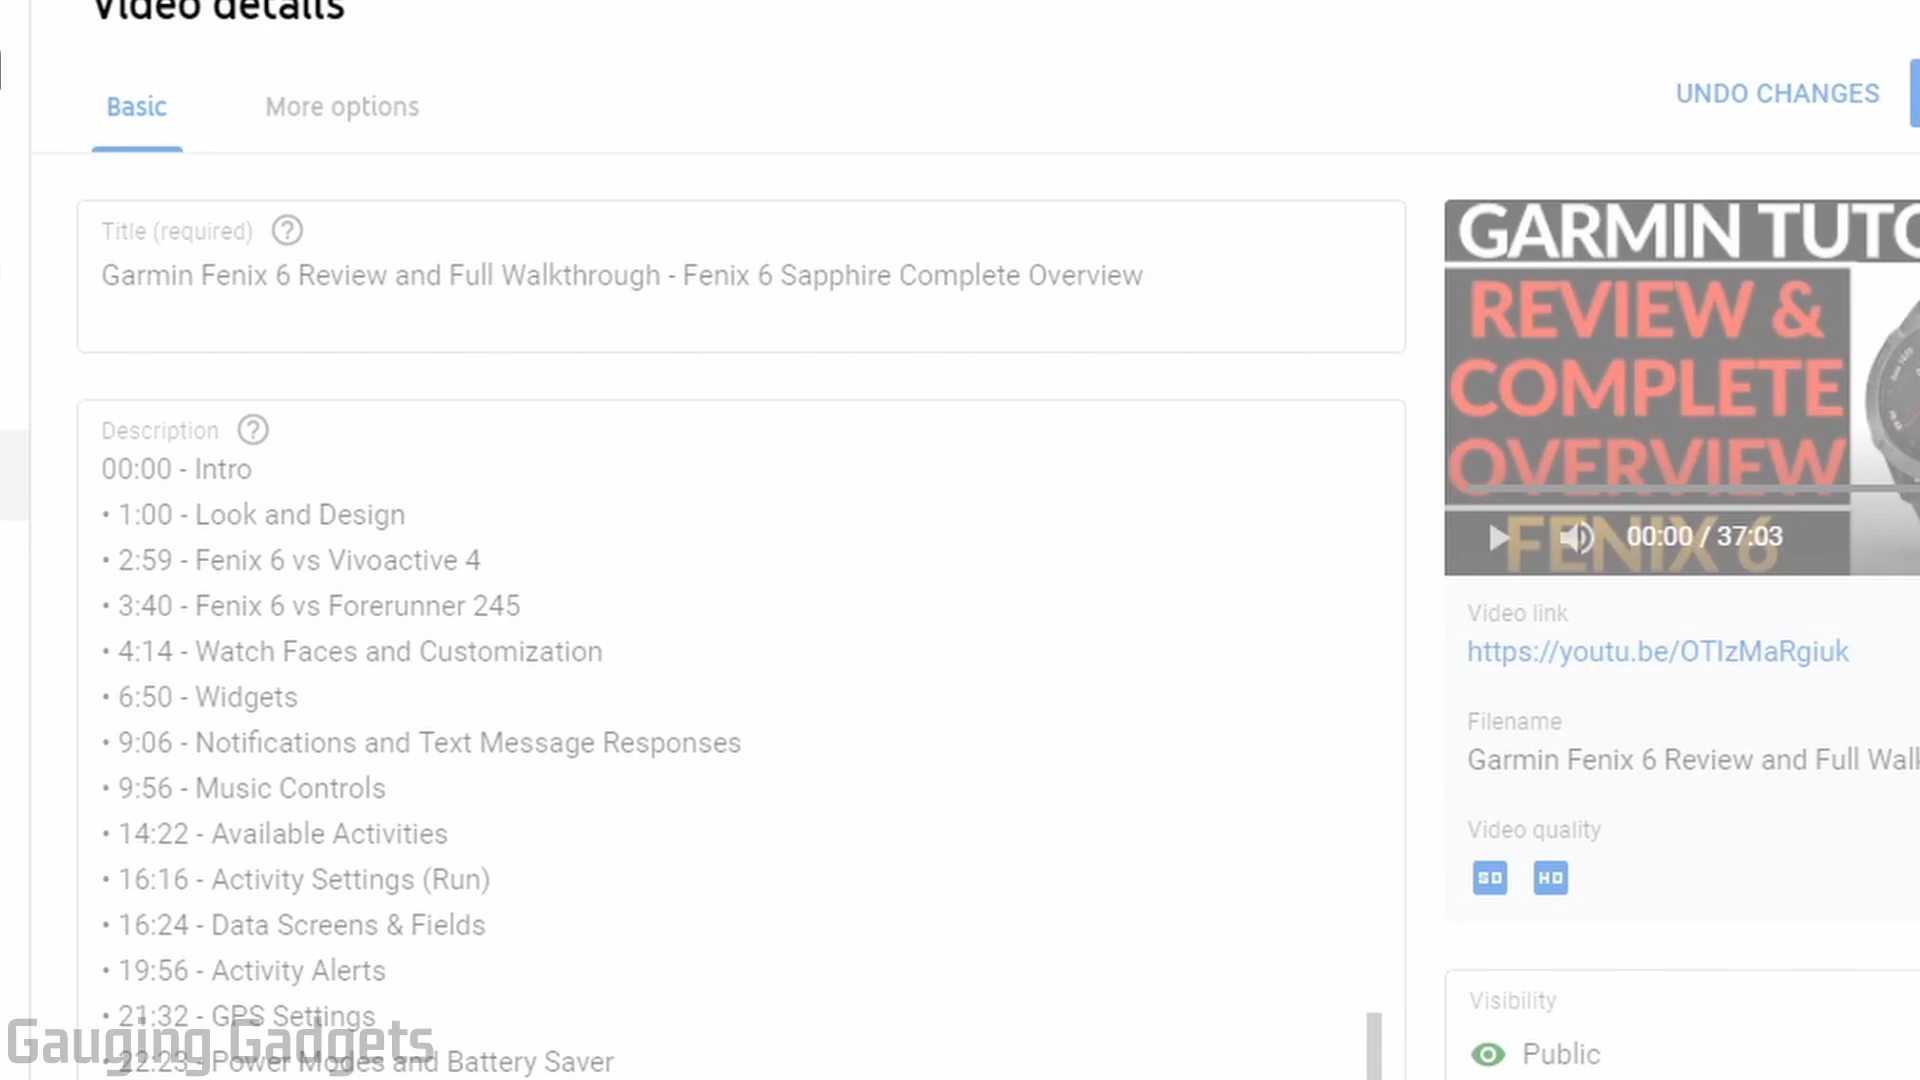 Video details
Basic
More options
UNDO CHANGES
Title (required)
Garmin Fenix 6 Review and Full Walkthrough - Fenix 6 Sapphire Complete Overview
Description
00:00 - Intro
• 1:00 - Look and Design
• 2:59 - Fenix 6 vs Vivoactive 4
• 3:40 - Fenix 6 vs Forerunner 245
• 4:14 - Watch Faces and Customization
• 6:50 - Widgets
• 9:06 - Notifications and Text Message Responses
• 9:56 - Music Controls
• 14:22 - Available Activities
• 16:16 - Activity Settings (Run)
• 16:24 - Data Screens & Fields
• 19:56 - Activity Alerts
• 21:32 - GPS Settings
• 22:23 - Power Modes and Battery Saver
Gauging Gadgets
GARMIN TUTO
REVIEW &
COMPLETE
OVERVIEW
FENIX 6
00:00 / 37:03
Video link
https://youtu.be/OTIzMaRgiuk
Filename
Garmin Fenix 6 Review and Full Walk
Video quality
SD HD
Visibility
Public